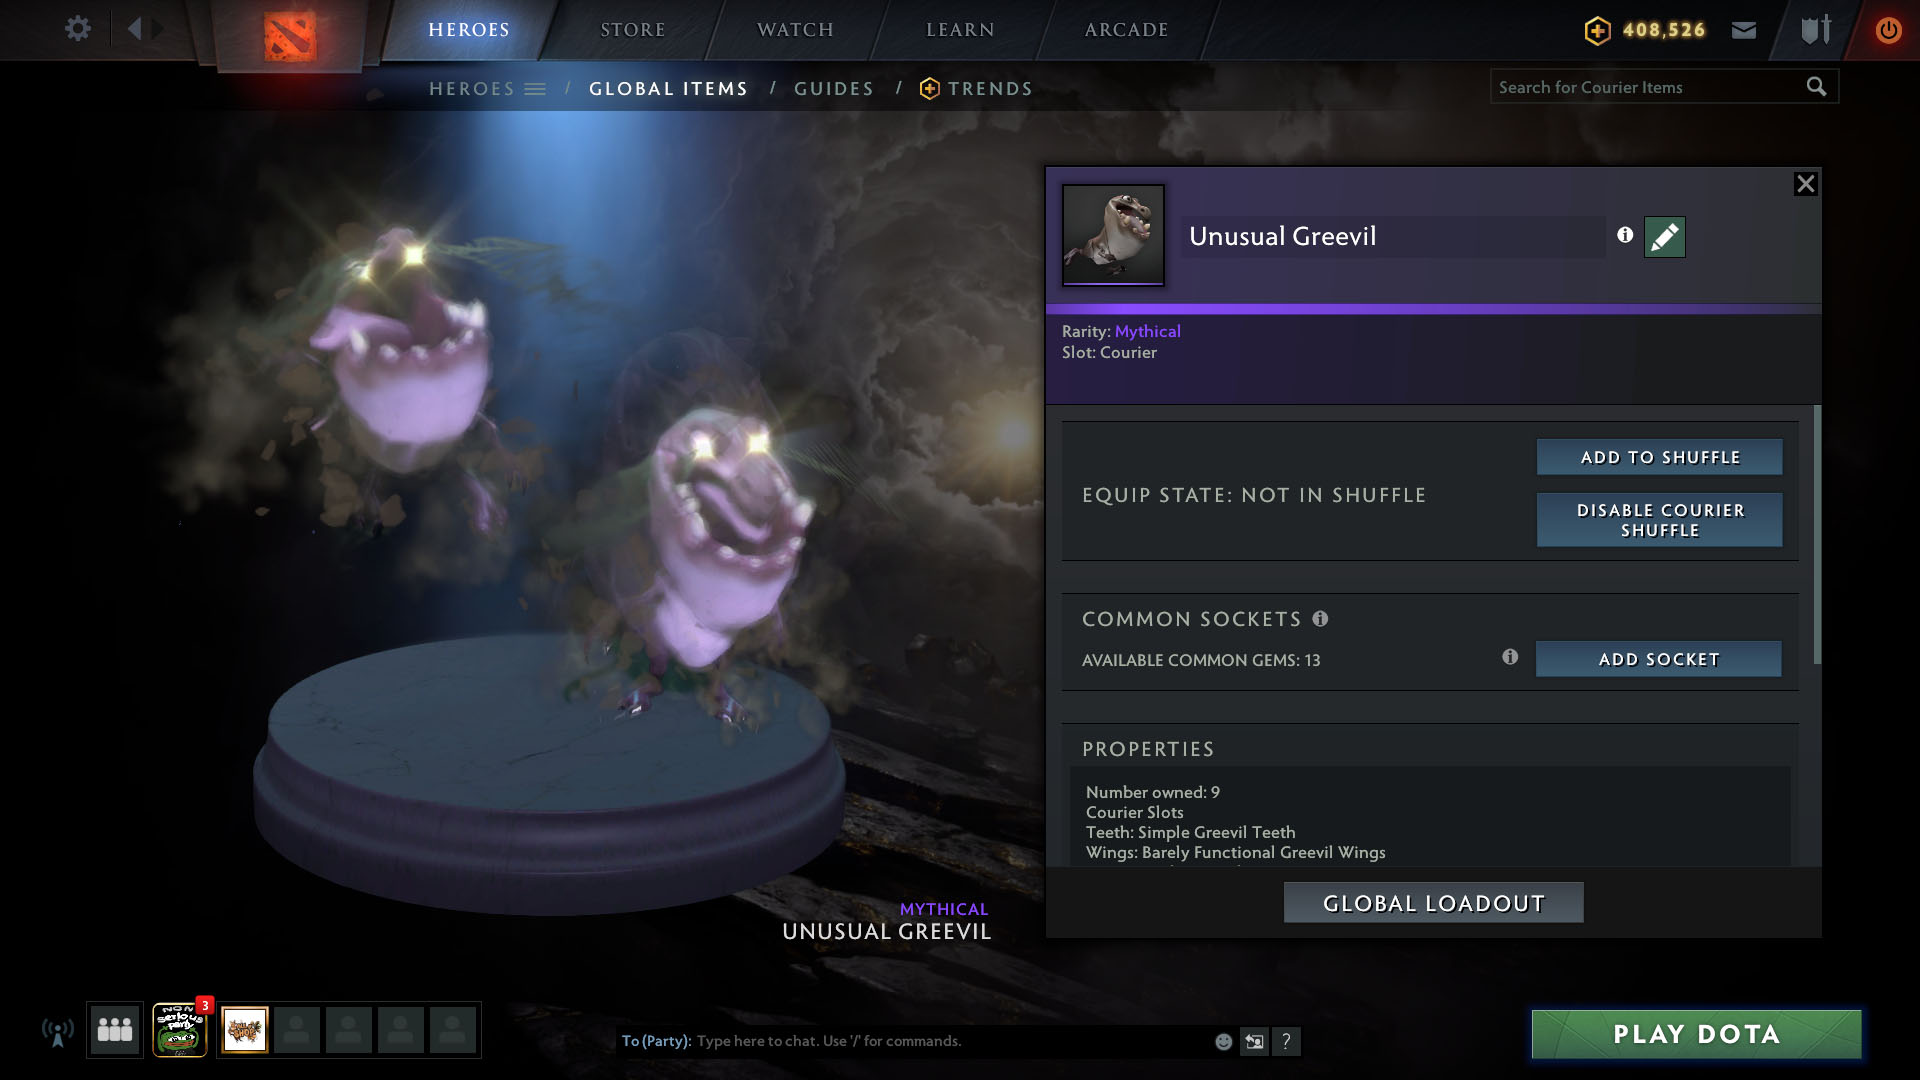 HEROES
STORE
WATCH
LEARN
ARCADE
408,526
HEROES / GLOBAL ITEMS / GUIDES / TRENDS
Search for Courier Items
Unusual Greevil
Rarity: Mythical
Slot: Courier
EQUIP STATE: NOT IN SHUFFLE
ADD TO SHUFFLE
DISABLE COURIER
SHUFFLE
COMMON SOCKETS
AVAILABLE COMMON GEMS: 13
ADD SOCKET
PROPERTIES
Number owned: 9
Courier Slots
Teeth: Simple Greevil Teeth
Wings: Barely Functional Greevil Wings
GLOBAL LOADOUT
MYTHICAL
UNUSUAL GREEVIL
3
NON
SERIOUS
Party
To (Party): Type here to chat. Use '/' for commands.
?
PLAY DOTA